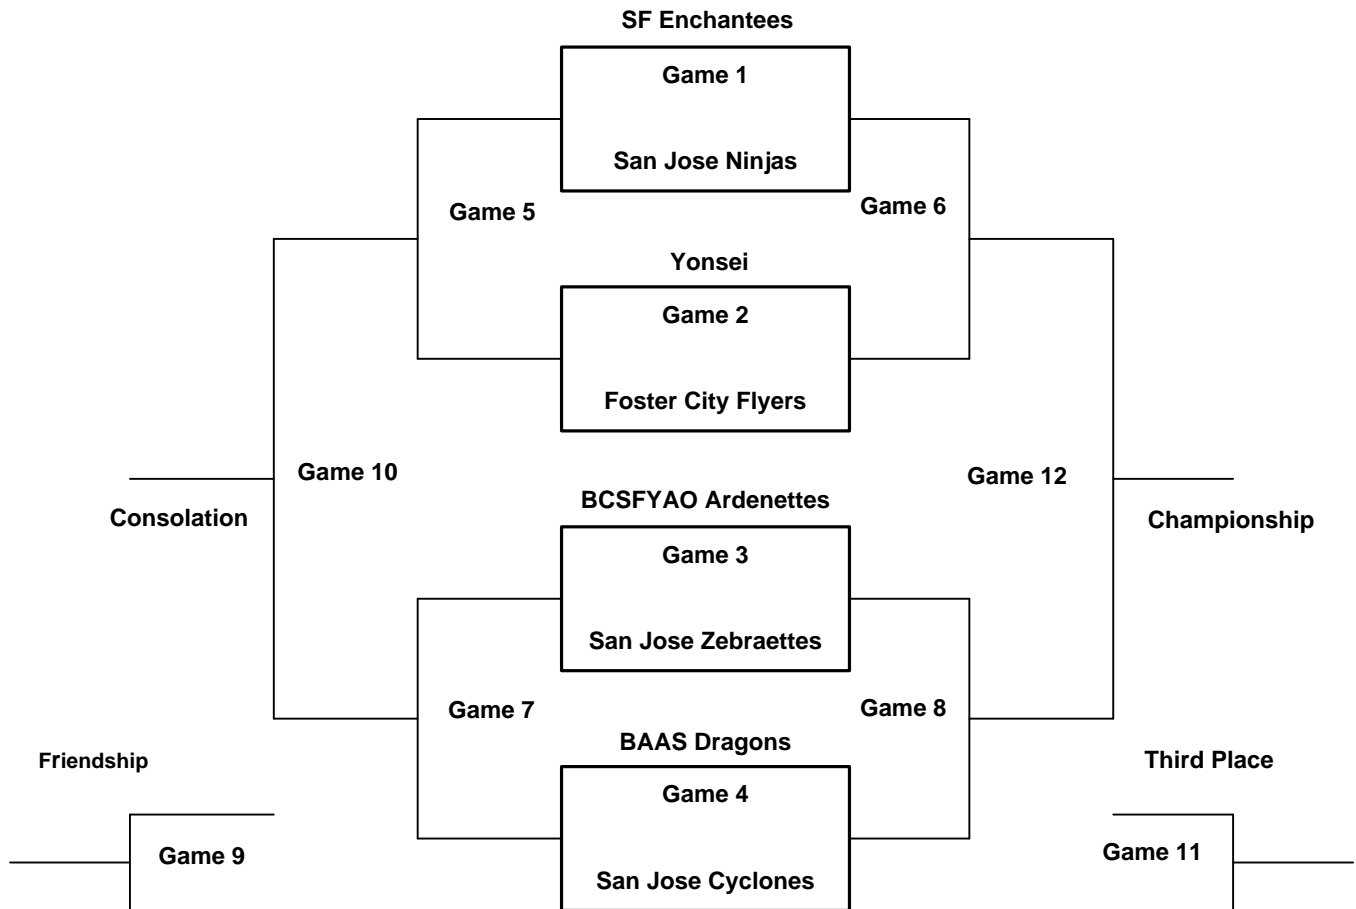 SF Enchantees
Game 1
San Jose Ninjas
Game 5
Game 6
Yonsei
Game 2
Foster City Flyers
Game 10
Game 12
BCSFYAO Ardenettes
Consolation
Championship
Game 3
San Jose Zebraettes
Game 7
Game 8
BAAS Dragons
Friendship
Third Place
Game 4
Game 9
Game 11
San Jose Cyclones